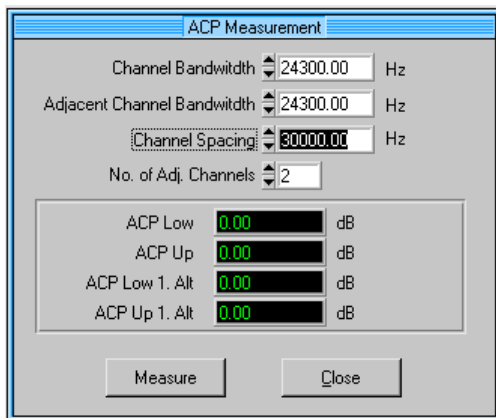 ACP Measurement
Channel Bandwitdth 24300.00 Hz
Adjacent Channel Bandwitdth 24300.00 Hz
Channel Spacing 30000.00 Hz
No. of Adj. Channels 2
ACP Low 0.00 dB
ACP Up 0.00 dB
ACP Low 1. Alt 0.00 dB
ACP Up 1. Alt 0.00 dB
Measure Close